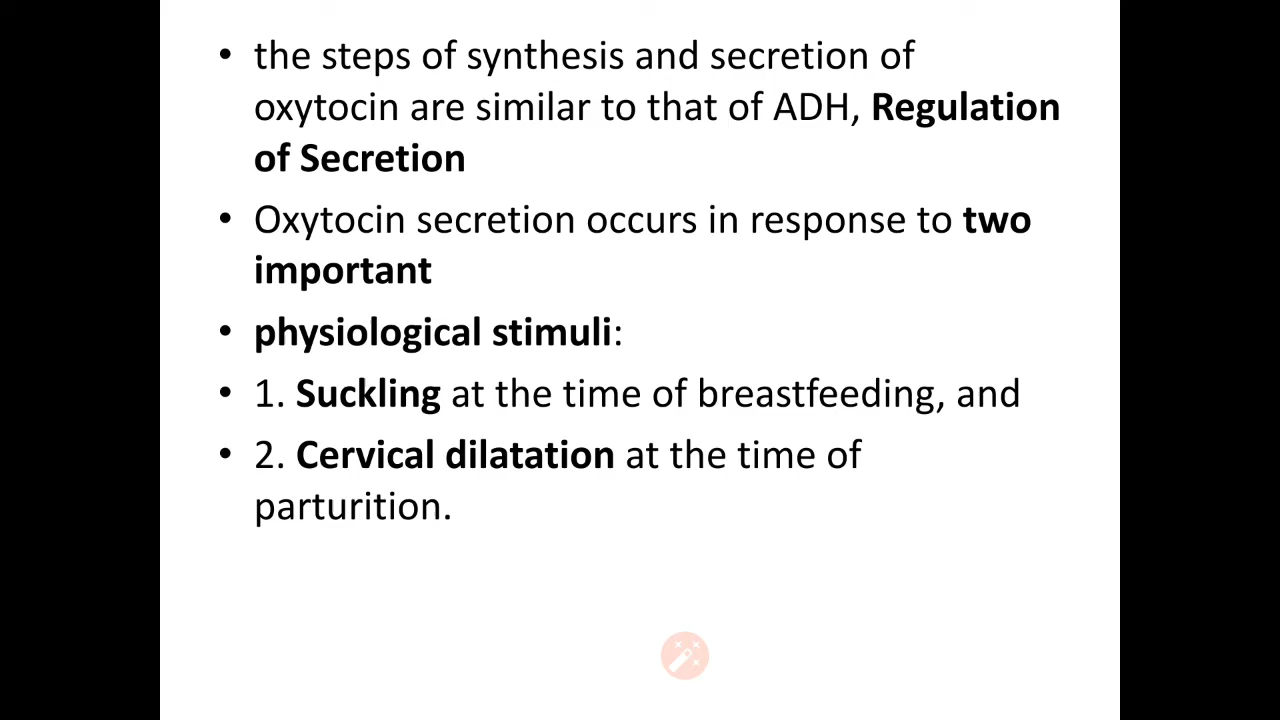 • the steps of synthesis and secretion of
oxytocin are similar to that of ADH, Regulation
of Secretion
• Oxytocin secretion occurs in response to two
important
• physiological stimuli:
• 1. Suckling at the time of breastfeeding, and
• 2. Cervical dilatation at the time of
parturition.